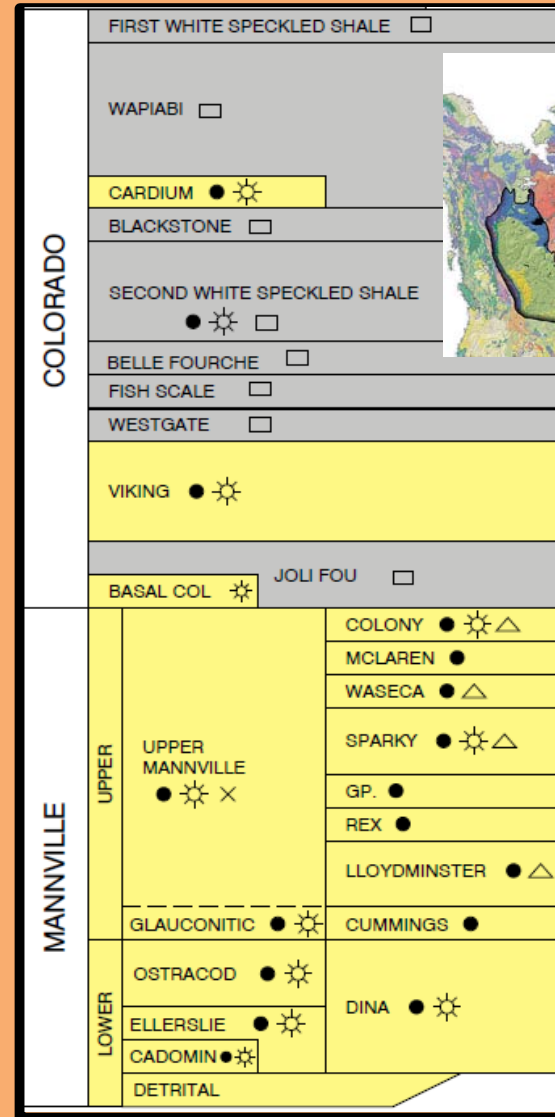 COLORADO
FIRST WHITE SPECKLED SHALE
WAPIABI
CARDIUM
BLACKSTONE
SECOND WHITE SPECKLED SHALE
BELLE FOURCHE
FISH SCALE
WESTGATE
VIKING
JOLI FOU
BASAL COL
MANNVILLE
UPPER
UPPER
MANNVILLE
GLAUCONITIC
COLONY
MCLAREN
WASECA
SPARKY
GP.
REX
LLOYDMINSTER
CUMMINGS
LOWER
OSTRACOD
ELLERSLIE
CADOMIN
DETRITAL
DINA